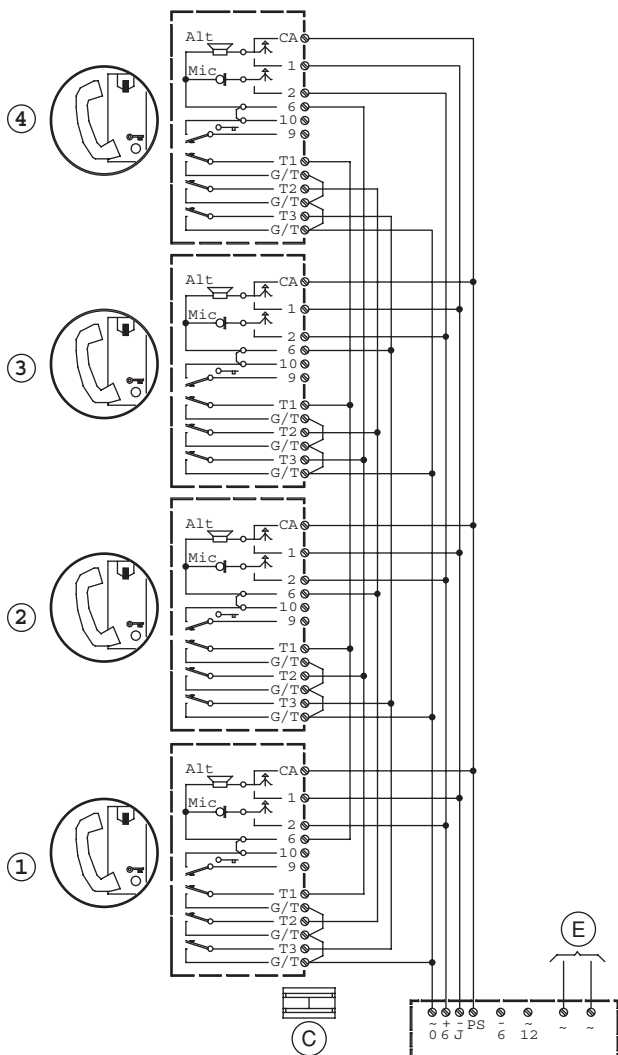 4
Alt
CA
1
Mic
2
6
10
9
T1
G/T
T2
G/T
T3
G/T
3
Alt
CA
1
Mic
2
6
10
9
T1
G/T
T2
G/T
T3
G/T
2
Alt
CA
1
Mic
2
6
10
9
T1
G/T
T2
G/T
T3
G/T
1
Alt
CA
1
Mic
2
6
10
9
T1
G/T
T2
G/T
T3
G/T
E
C
~ + - PS - ~ ~ ~
0 6 J 6 12